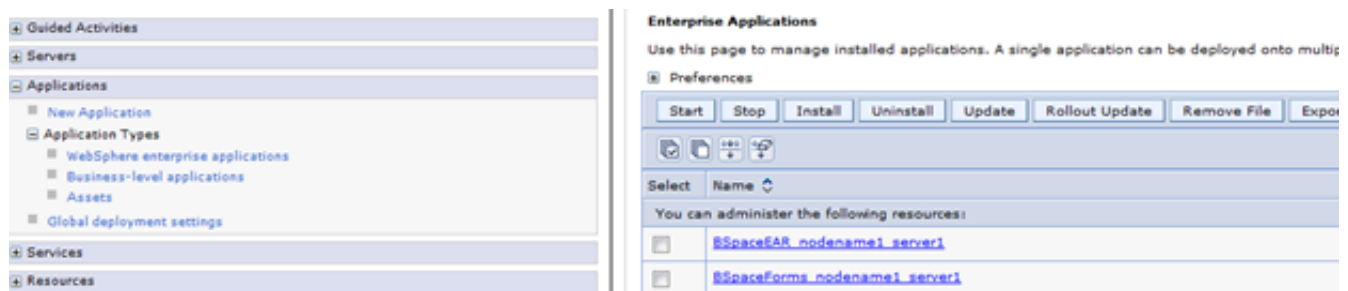 Guided Activities
Servers
Applications
New Application
Application Types
WebSphere enterprise applications
Business-level applications
Assets
Global deployment settings
Services
Resources
Enterprise Applications
Use this page to manage installed applications. A single application can be deployed onto multip
Preferences
Start Stop Install Uninstall Update Rollout Update Remove File Expo
Select Name
You can administer the following resources:
BSpaceEAR_nodename1_server1
BSpaceForms_nodename1_server1